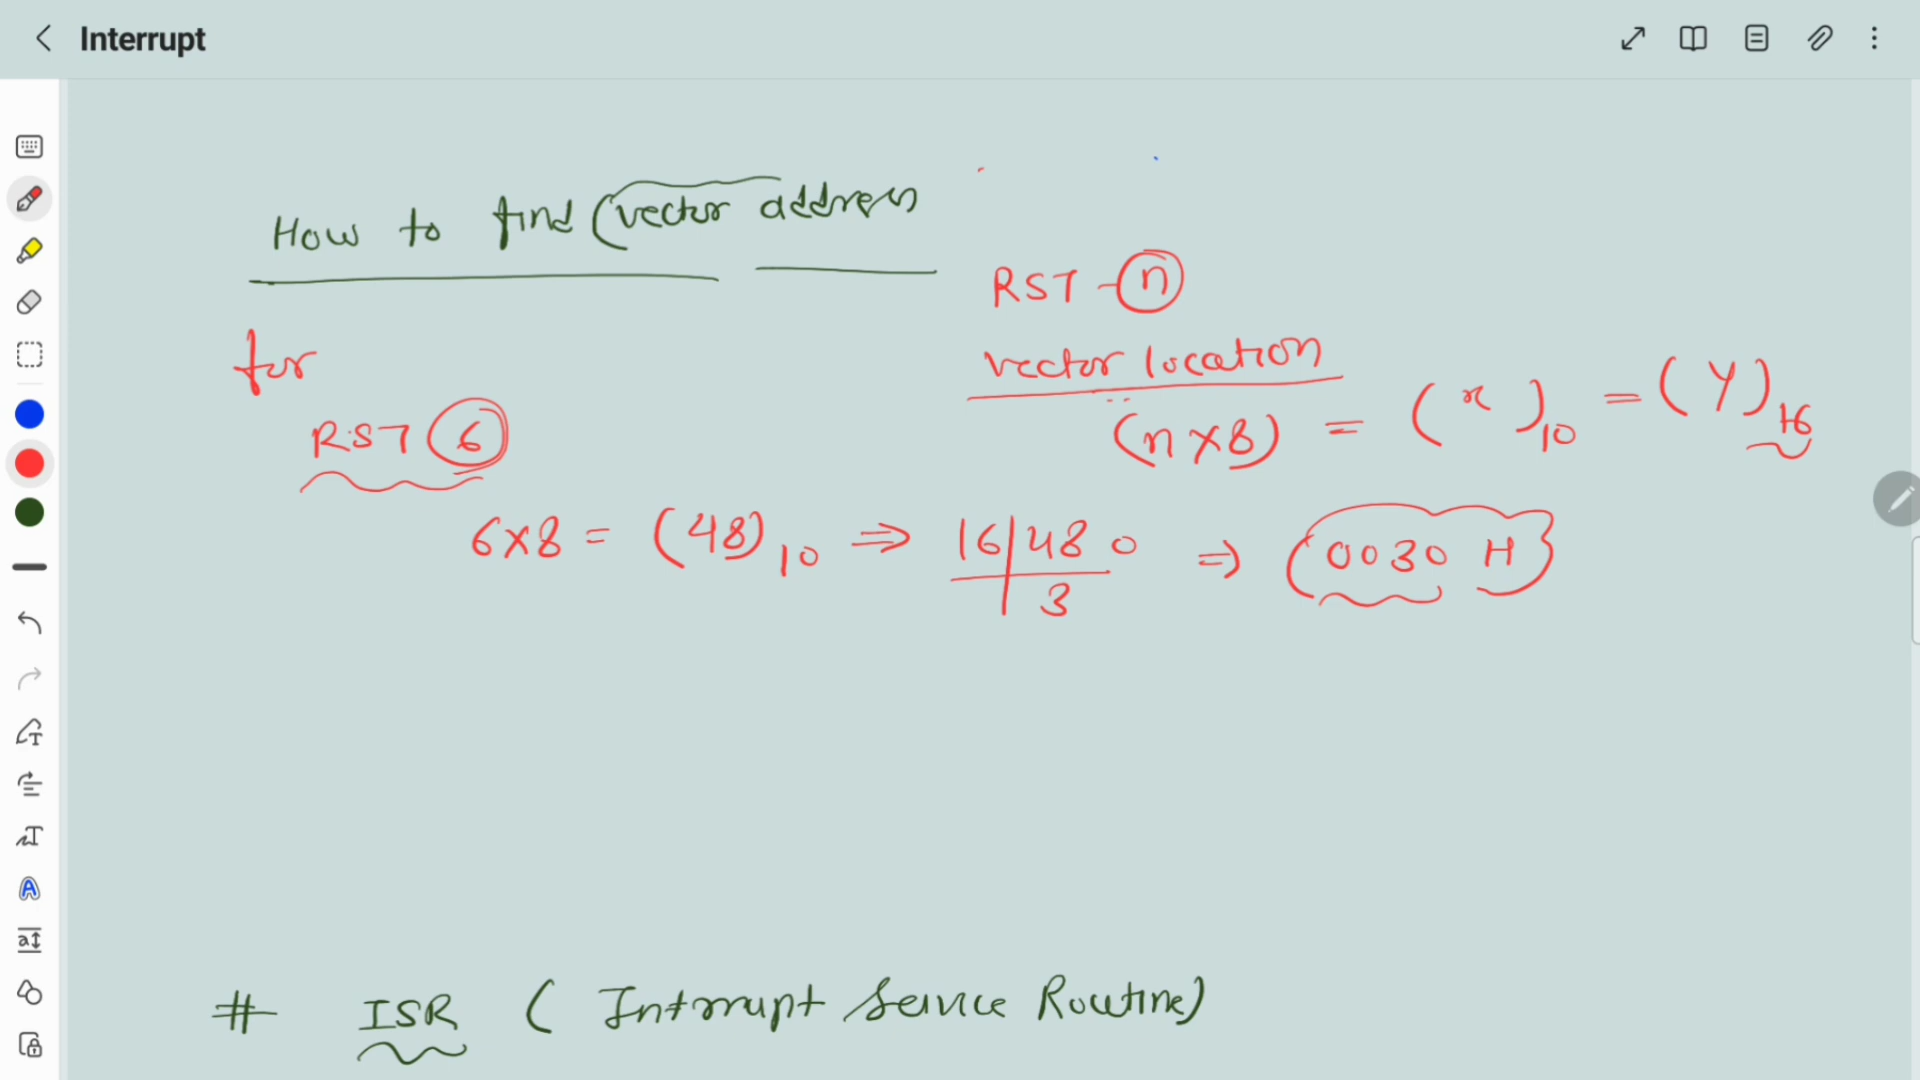 Interrupt
How to find (vector address
RST - n
for
vector location
RST 6
(n x 8) = (x)10 = (Y)16
6x8 = (48)10 ⇒ 16|48 0 ⇒ (0030 H)
3
# ISR ( Interrupt Service Routine)